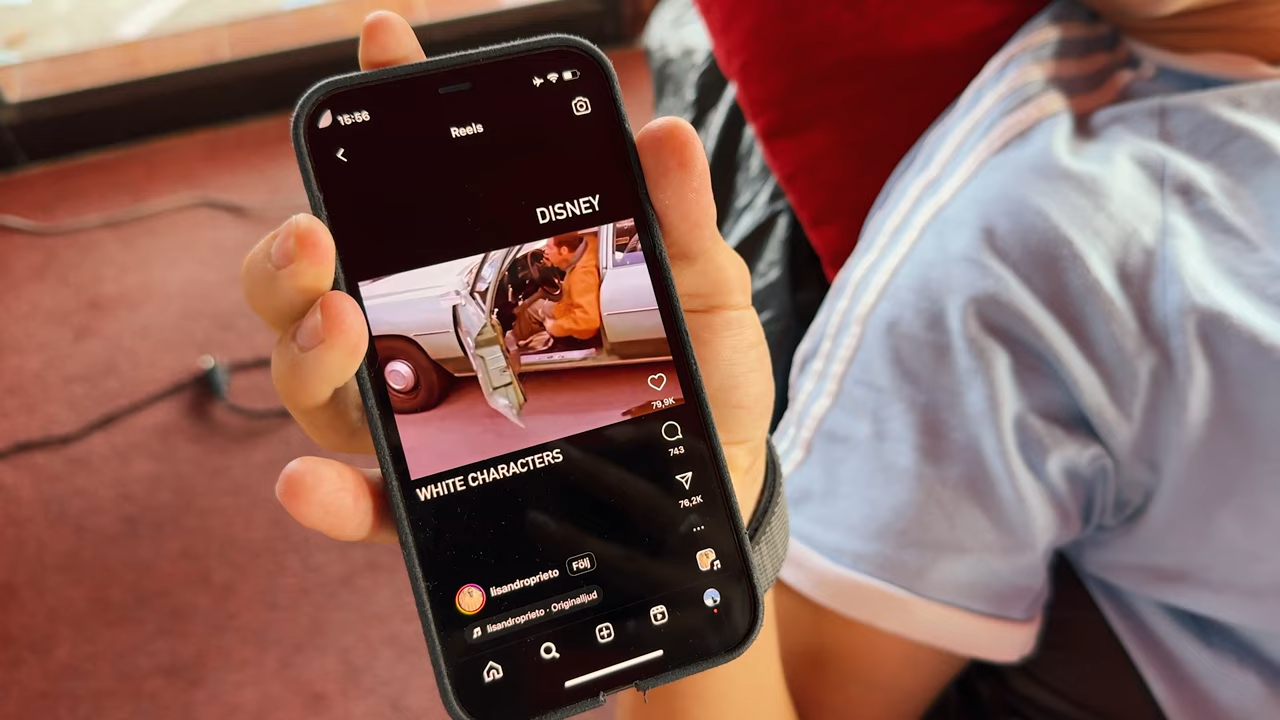 15:56
Reels
DISNEY
79,9K
743
WHITE CHARACTERS
76,2K
lisandroprieto Följ
lisandroprieto · Originalljud